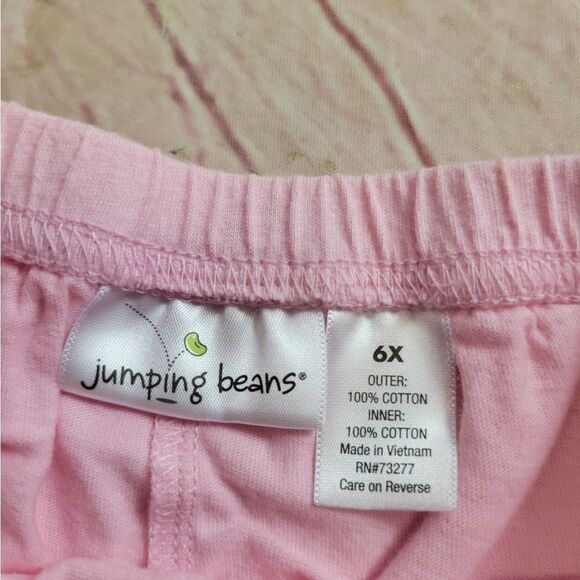 jumping beans®
6X
OUTER:
100% COTTON
INNER:
100% COTTON
Made in Vietnam
RN#73277
Care on Reverse